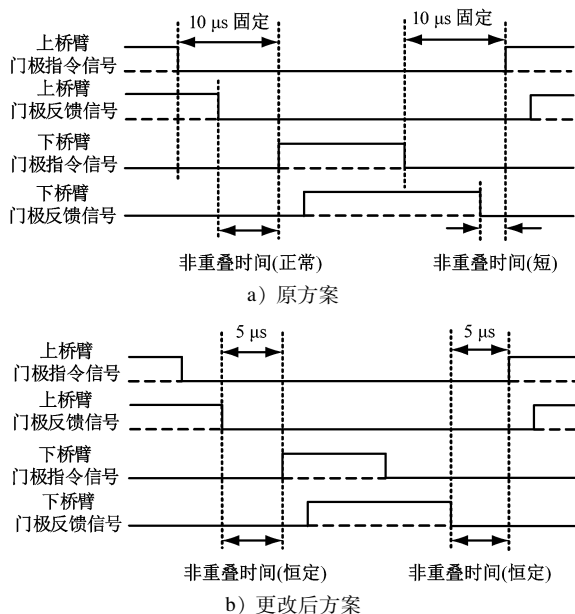 10 μs 固定
10 μs 固定
上桥臂
门极指令信号
上桥臂
门极反馈信号
下桥臂
门极指令信号
下桥臂
门极反馈信号
非重叠时间(正常)
非重叠时间(短)
a）原方案
5 μs
5 μs
上桥臂
门极指令信号
上桥臂
门极反馈信号
下桥臂
门极指令信号
下桥臂
门极反馈信号
非重叠时间(恒定)
非重叠时间(恒定)
b）更改后方案